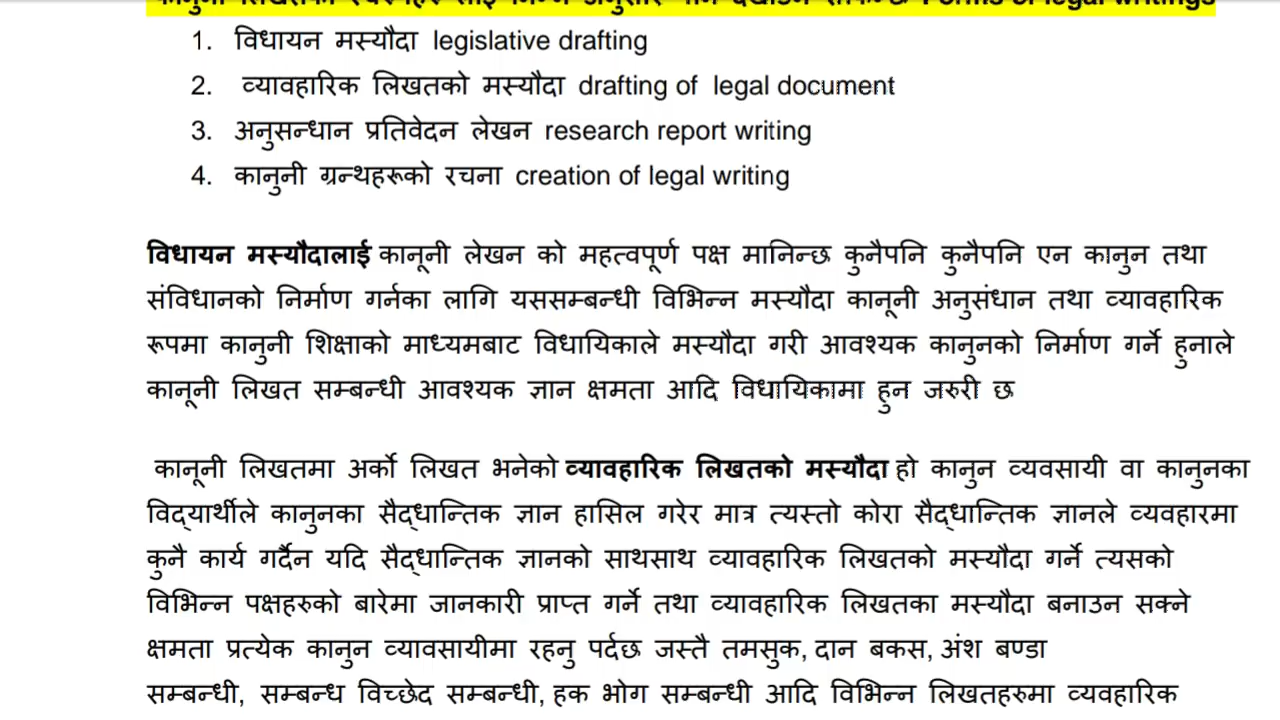 Forms of legal writings
1. विधायन मस्यौदा legislative drafting
2. व्यावहारिक लिखतको मस्यौदा drafting of legal document
3. अनुसन्धान प्रतिवेदन लेखन research report writing
4. कानुनी ग्रन्थहरूको रचना creation of legal writing
विधायन मस्यौदालाई कानूनी लेखन को महत्वपूर्ण पक्ष मानिन्छ कुनैपनि कुनैपनि एन कानुन तथा
संविधानको निर्माण गर्नका लागि यससम्बन्धी विभिन्न मस्यौदा कानूनी अनुसंधान तथा व्यावहारिक
रूपमा कानुनी शिक्षाको माध्यमबाट विधायिकाले मस्यौदा गरी आवश्यक कानुनको निर्माण गर्ने हुनाले
कानूनी लिखत सम्बन्धी आवश्यक ज्ञान क्षमता आदि विधायिकामा हुन जरुरी छ
कानूनी लिखतमा अर्को लिखत भनेको व्यावहारिक लिखतको मस्यौदा हो कानुन व्यवसायी वा कानुनका
विद्यार्थीले कानुनका सैद्धान्तिक ज्ञान हासिल गरेर मात्र त्यस्तो कोरा सैद्धान्तिक ज्ञानले व्यवहारमा
कुनै कार्य गर्दैन यदि सैद्धान्तिक ज्ञानको साथसाथ व्यावहारिक लिखतको मस्यौदा गर्ने त्यसको
विभिन्न पक्षहरुको बारेमा जानकारी प्राप्त गर्ने तथा व्यावहारिक लिखतका मस्यौदा बनाउन सक्ने
क्षमता प्रत्येक कानुन व्यावसायीमा रहनु पर्दछ जस्तै तमसुक, दान बकस, अंश बण्डा
सम्बन्धी, सम्बन्ध विच्छेद सम्बन्धी, हक भोग सम्बन्धी आदि विभिन्न लिखतहरुमा व्यावहारिक